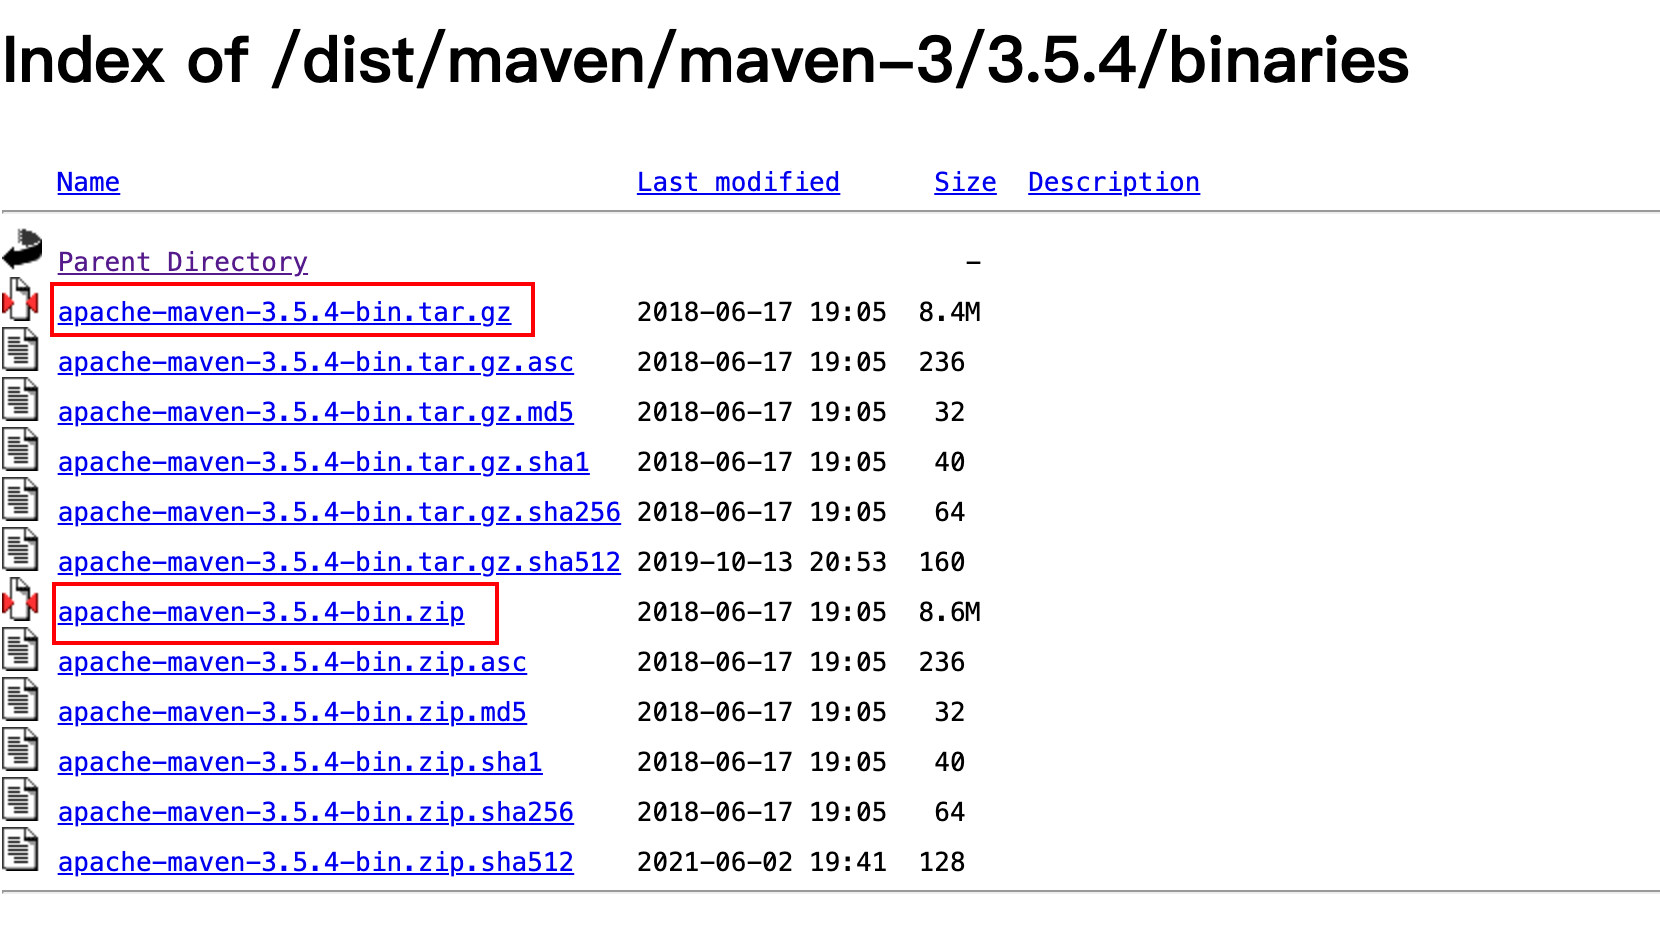 Index of /dist/maven/maven-3/3.5.4/binaries
Name Last modified Size Description
Parent Directory -
apache-maven-3.5.4-bin.tar.gz 2018-06-17 19:05 8.4M
apache-maven-3.5.4-bin.tar.gz.asc 2018-06-17 19:05 236
apache-maven-3.5.4-bin.tar.gz.md5 2018-06-17 19:05 32
apache-maven-3.5.4-bin.tar.gz.sha1 2018-06-17 19:05 40
apache-maven-3.5.4-bin.tar.gz.sha256 2018-06-17 19:05 64
apache-maven-3.5.4-bin.tar.gz.sha512 2019-10-13 20:53 160
apache-maven-3.5.4-bin.zip 2018-06-17 19:05 8.6M
apache-maven-3.5.4-bin.zip.asc 2018-06-17 19:05 236
apache-maven-3.5.4-bin.zip.md5 2018-06-17 19:05 32
apache-maven-3.5.4-bin.zip.sha1 2018-06-17 19:05 40
apache-maven-3.5.4-bin.zip.sha256 2018-06-17 19:05 64
apache-maven-3.5.4-bin.zip.sha512 2021-06-02 19:41 128